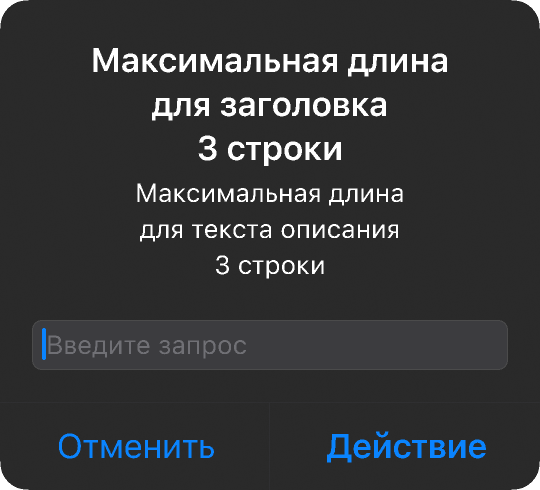 Максимальная длина
для заголовка
3 строки
Максимальная длина
для текста описания
3 строки
Введите запрос
Отменить
Действие